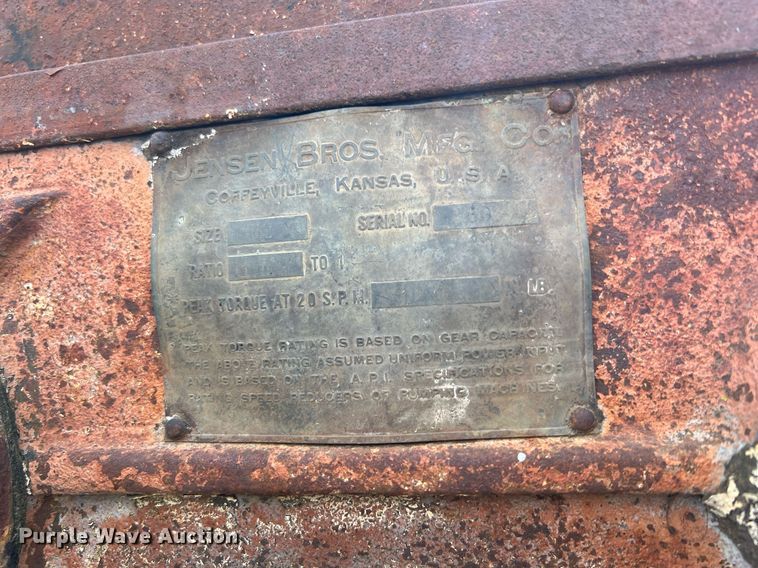 JENSEN BROS. MFG. CO.
COFFEYVILLE, KANSAS, U.S.A.
SIZE SERIAL NO.
RATIO TO 1
PEAK TORQUE AT 20 S.P.M. LB.
PEAK TORQUE RATING IS BASED ON GEAR CAPACITY
THE ABOVE RATING ASSUMED UNIFORM POWER INPUT
AND IS BASED ON THE A.P.I. SPECIFICATIONS FOR
RATING SPEED REDUCERS OF PUMPING MACHINES.
Purple Wave Auction